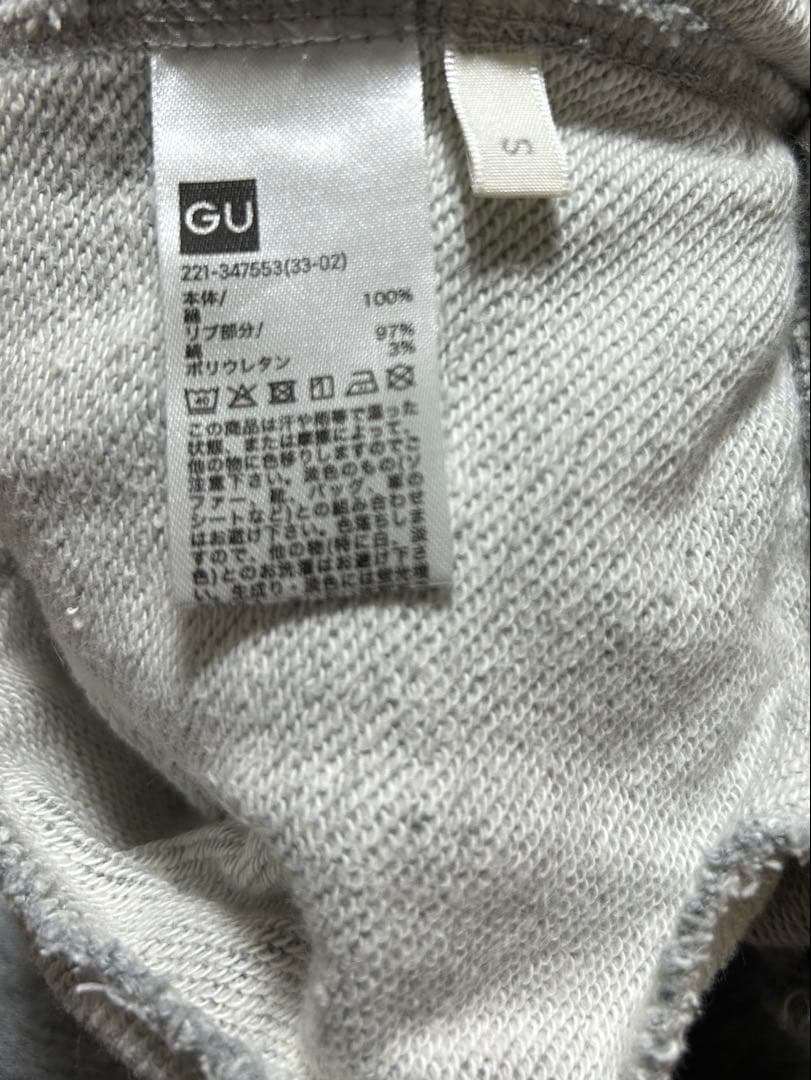 GU
221-347553(33-02)
本体/
綿 100%
リブ部分/
綿 97%
ポリウレタン 3%
40
この商品は汗や雨等で湿った
状態、または摩擦によって、
他の物に色移りしますのでご
注意下さい。淡色のもの(ソ
ファー、靴、バッグ、車の
シートなど)との組み合わせ
はお避け下さい。色落ちしま
すので、他の物(特に白、淡
色)とのお洗濯はお避け下さ
い。生成り・淡色には蛍光
S